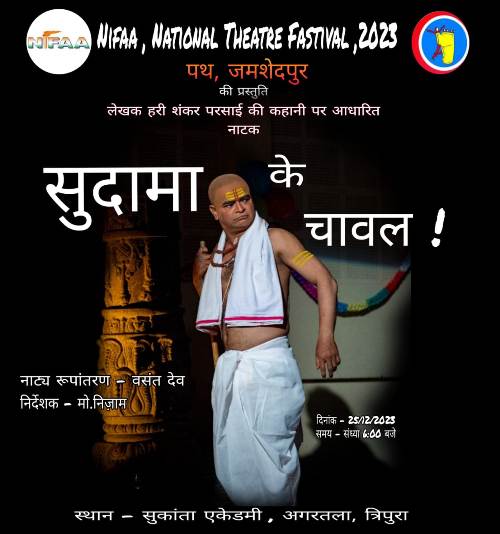 NIFAA
NIFAA , NATIONAL THEATRE FASTIVAL ,2023
पथ, जमशेदपुर
की प्रस्तुति
लेखक हरी शंकर परसाई की कहानी पर आधारित
नाटक
सुदामा के
चावल !
नाट्य रूपांतरण – वसंत देव
निर्देशक – मो.निज़ाम
दिनांक – 25/12/2023
समय – संध्या 6:00 बजे
स्थान – सुकांता एकेडमी , अगरतला, त्रिपुरा